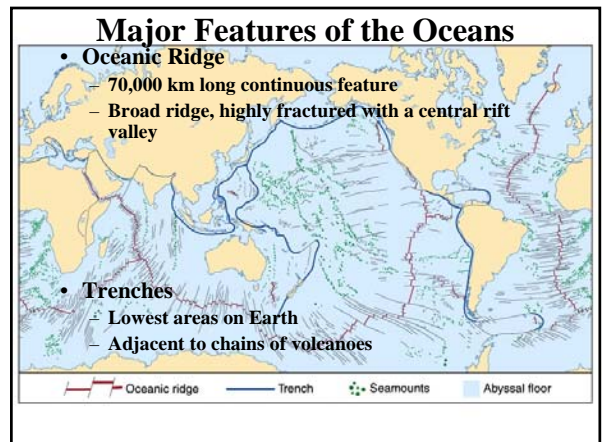 Major Features of the Oceans
• Oceanic Ridge
– 70,000 km long continuous feature
– Broad ridge, highly fractured with a central rift
valley
• Trenches
– Lowest areas on Earth
– Adjacent to chains of volcanoes
Oceanic ridge Trench Seamounts Abyssal floor